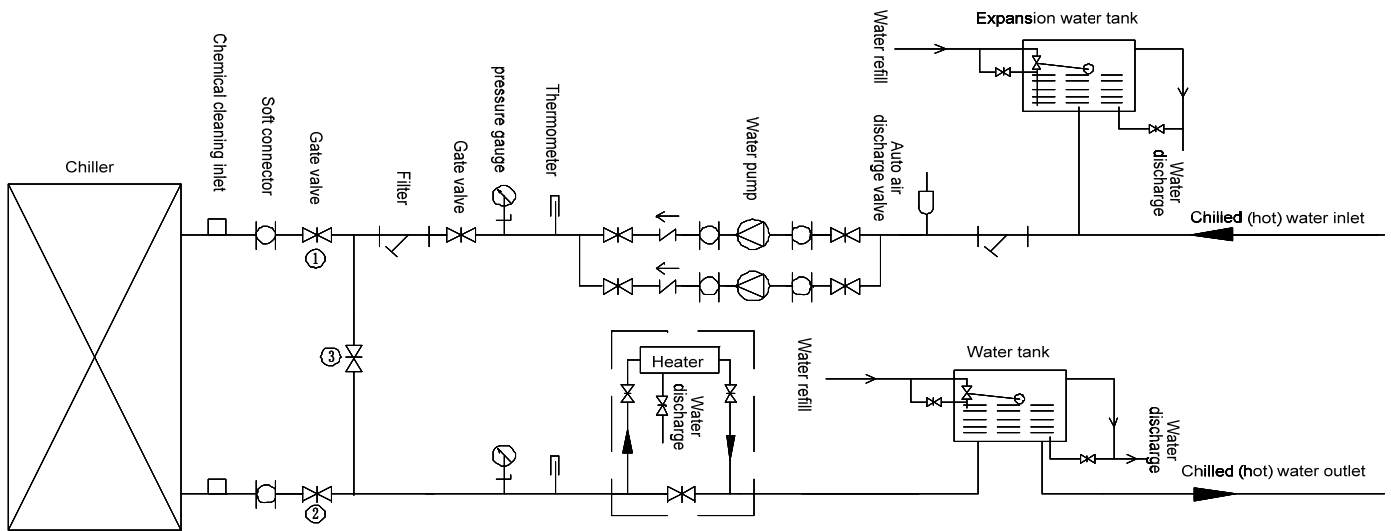 Expansion water tank
Water refill
Water
discharge
Chilled (hot) water inlet
Chiller
Chemical cleaning inlet
Soft connector
Gate valve
Filter
Gate valve
pressure gauge
Thermometer
Water pump
Auto air
discharge valve
1
3
2
Heater
Water
discharge
Water refill
Water tank
Water
discharge
Chilled (hot) water outlet